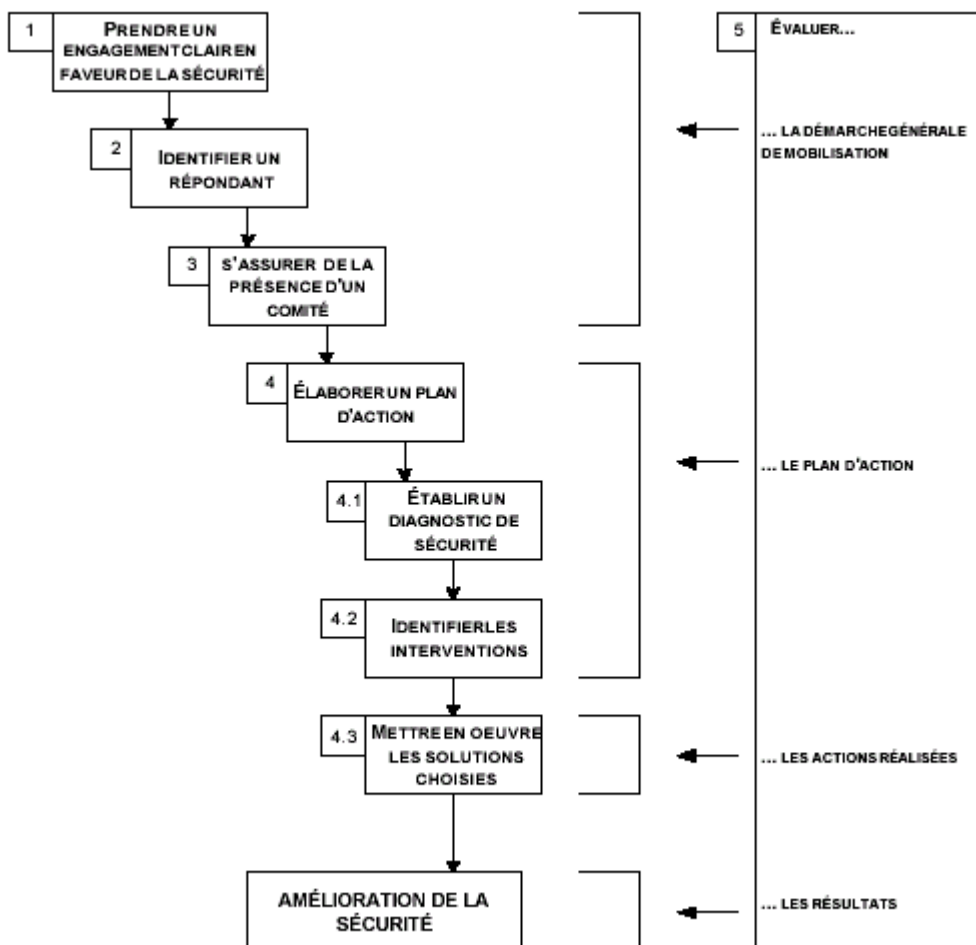 1
PRENDRE UN
ENGAGEMENT CLAIR EN
FAVEUR DE LA SÉCURITÉ
2
IDENTIFIER UN
RÉPONDANT
3
S'ASSURER DE LA
PRÉSENCE D'UN
COMITÉ
4
ÉLABORER UN PLAN
D'ACTION
4.1
ÉTABLIR UN
DIAGNOSTIC DE
SÉCURITÉ
4.2
IDENTIFIER LES
INTERVENTIONS
4.3
METTRE EN OEUVRE
LES SOLUTIONS
CHOISIES
AMÉLIORATION DE LA
SÉCURITÉ
5
ÉVALUER...
... LA DÉMARCHE GÉNÉRALE
DE MOBILISATION
... LE PLAN D'ACTION
... LES ACTIONS RÉALISÉES
... LES RÉSULTATS